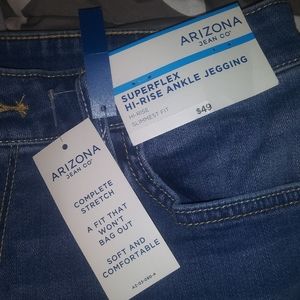 ARIZONA
JEAN CO
SUPERFLEX
HI-RISE ANKLE JEGGING
HI-RISE
SLIMMEST FIT
$49
ARIZONA
JEAN CO
COMPLETE
STRETCH
A FIT THAT
WON'T
BAG OUT
SOFT AND
COMFORTABLE